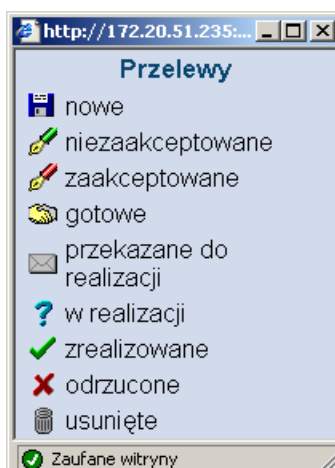 http://172.20.51.235:...
Przelewy
nowe
niezaakceptowane
zaakceptowane
gotowe
przekazane do
realizacji
w realizacji
zrealizowane
odrzucone
usunięte
Zaufane witryny